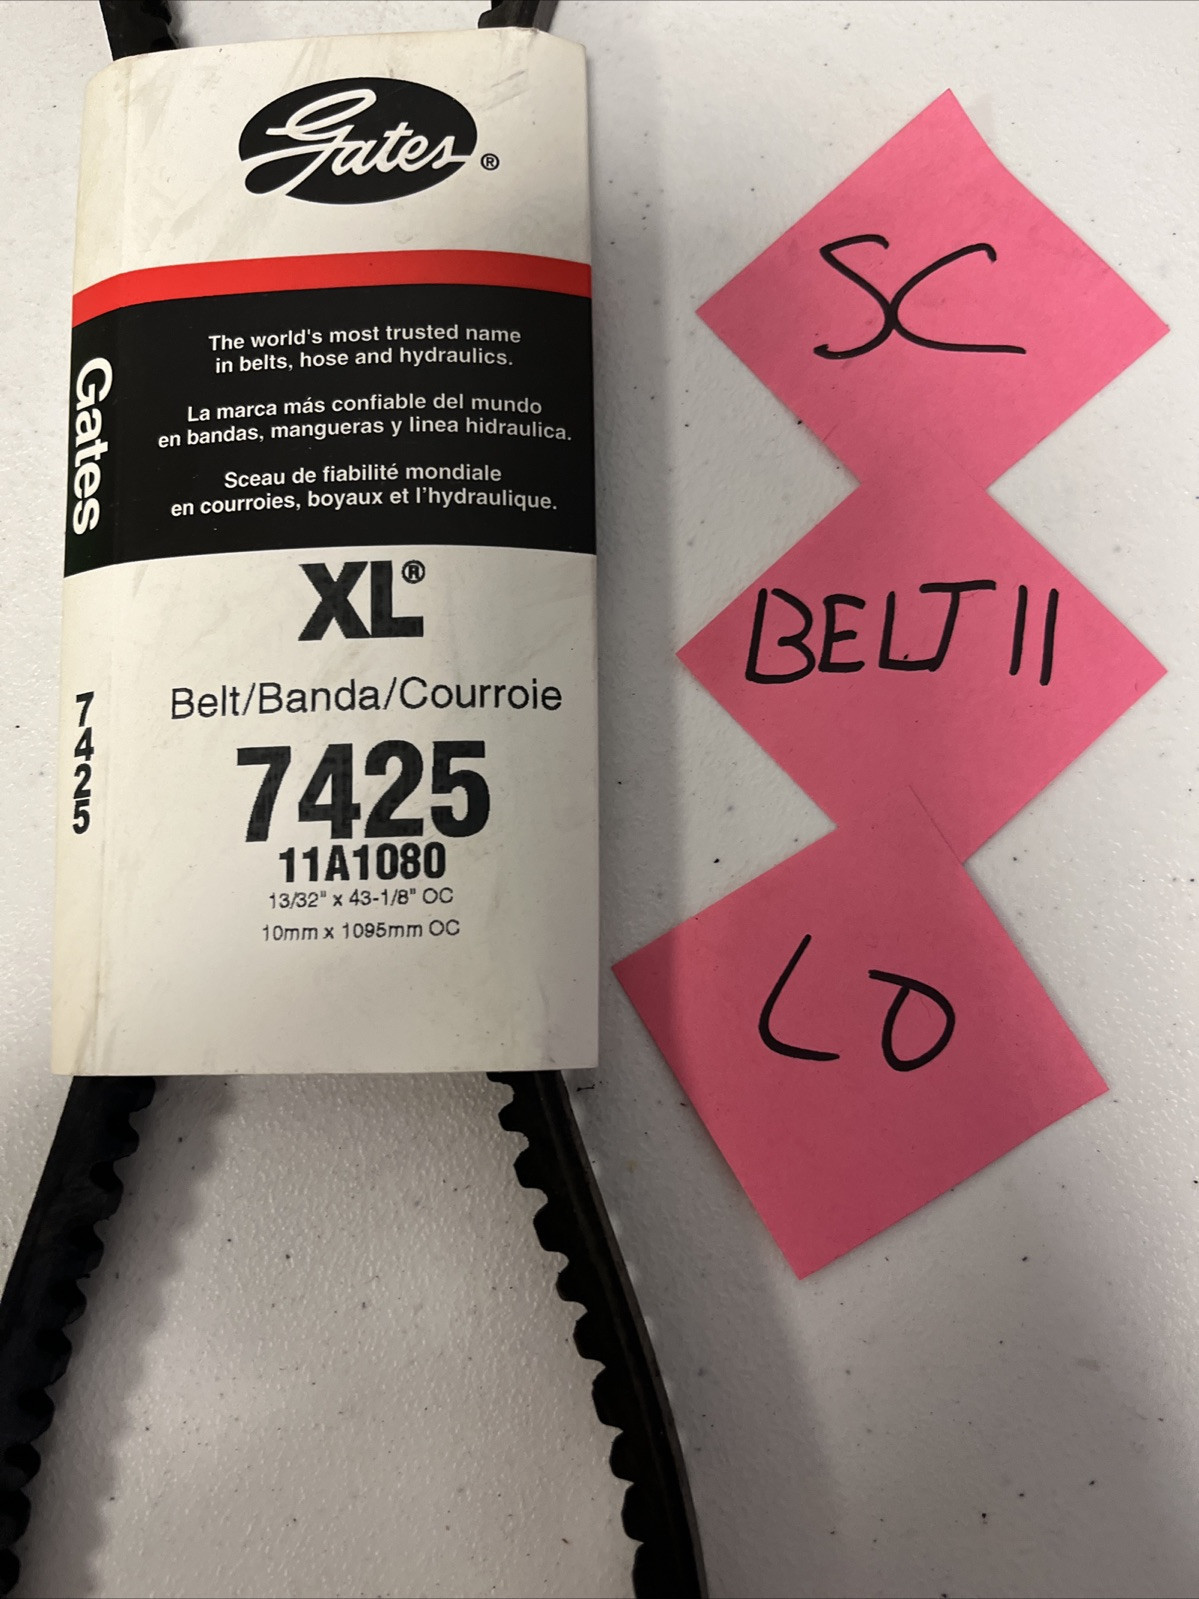 Gates®
The world's most trusted name
in belts, hose and hydraulics.
La marca más confiable del mundo
en bandas, mangueras y linea hidraulica.
Sceau de fiabilité mondiale
en courroies, boyaux et l'hydraulique.
XL®
Belt/Banda/Courroie
7425
11A1080
13/32" x 43-1/8" OC
10mm x 1095mm OC
Gates
7425
SC
BELT 11
LO